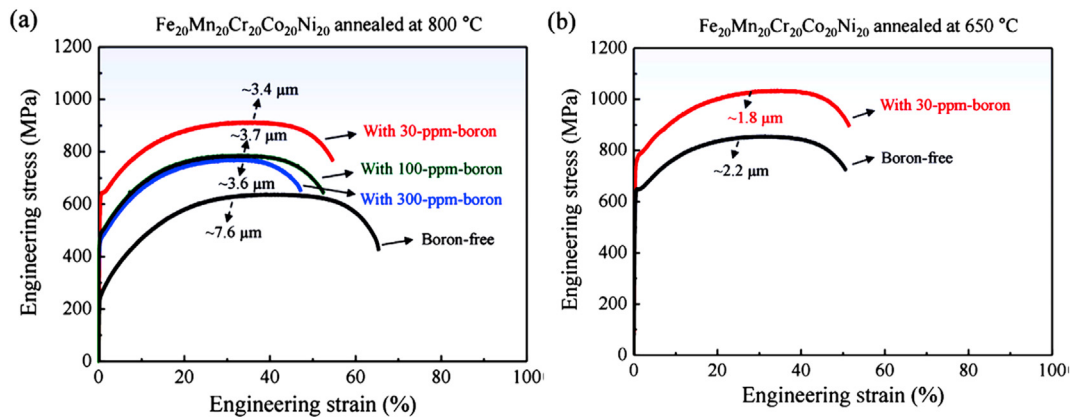 (a)
Fe20Mn20Cr20Co20Ni20 annealed at 800 °C
1200
1000
800
600
400
200
0
Engineering stress (MPa)
~3.4 μm
With 30-ppm-boron
~3.7 μm
With 100-ppm-boron
~3.6 μm
With 300-ppm-boron
~7.6 μm
Boron-free
0 20 40 60 80 100
Engineering strain (%)
(b)
Fe20Mn20Cr20Co20Ni20 annealed at 650 °C
1200
1000
800
600
400
200
0
Engineering stress (MPa)
With 30-ppm-boron
~1.8 μm
Boron-free
~2.2 μm
0 20 40 60 80 100
Engineering strain (%)